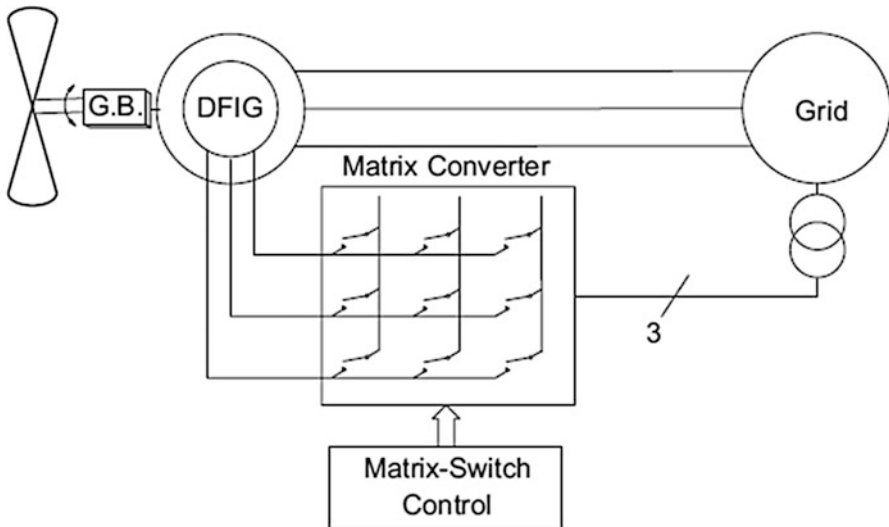 G.B.
DFIG
Grid
Matrix Converter
3
Matrix-Switch
Control